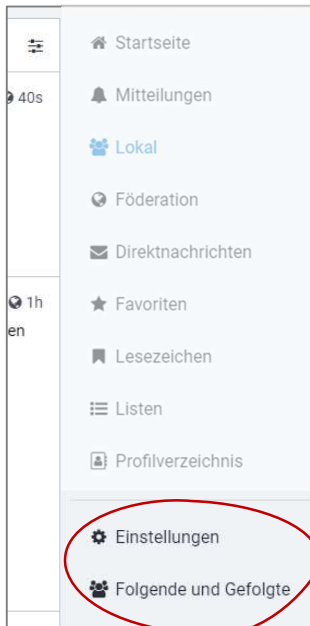 Startseite
40s
Mitteilungen
Lokal
Föderation
Direktnachrichten
1h
Favoriten
en
Lesezeichen
Listen
Profilverzeichnis
Einstellungen
Folgende und Gefolgte